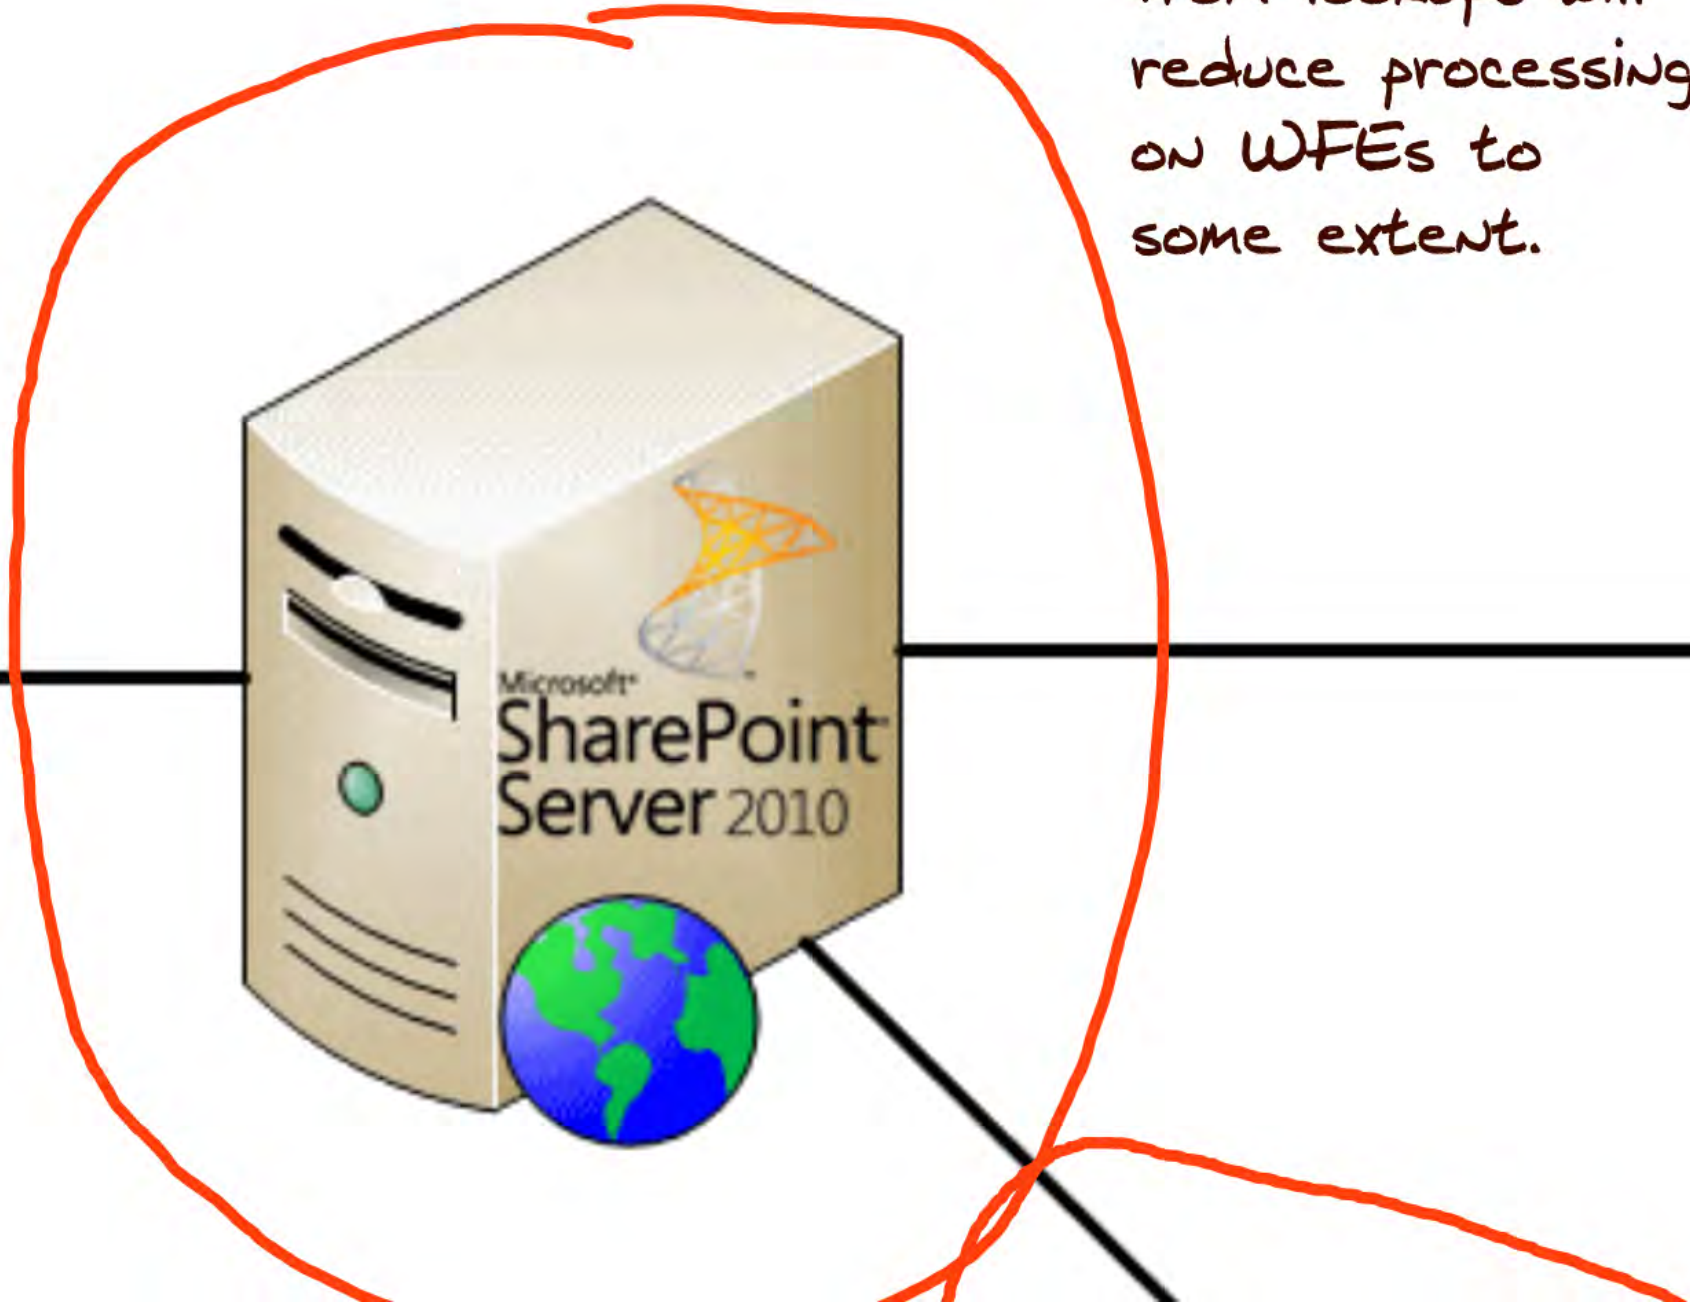 reduce processing
on WFEs to
some extent.
Microsoft
SharePoint
Server 2010